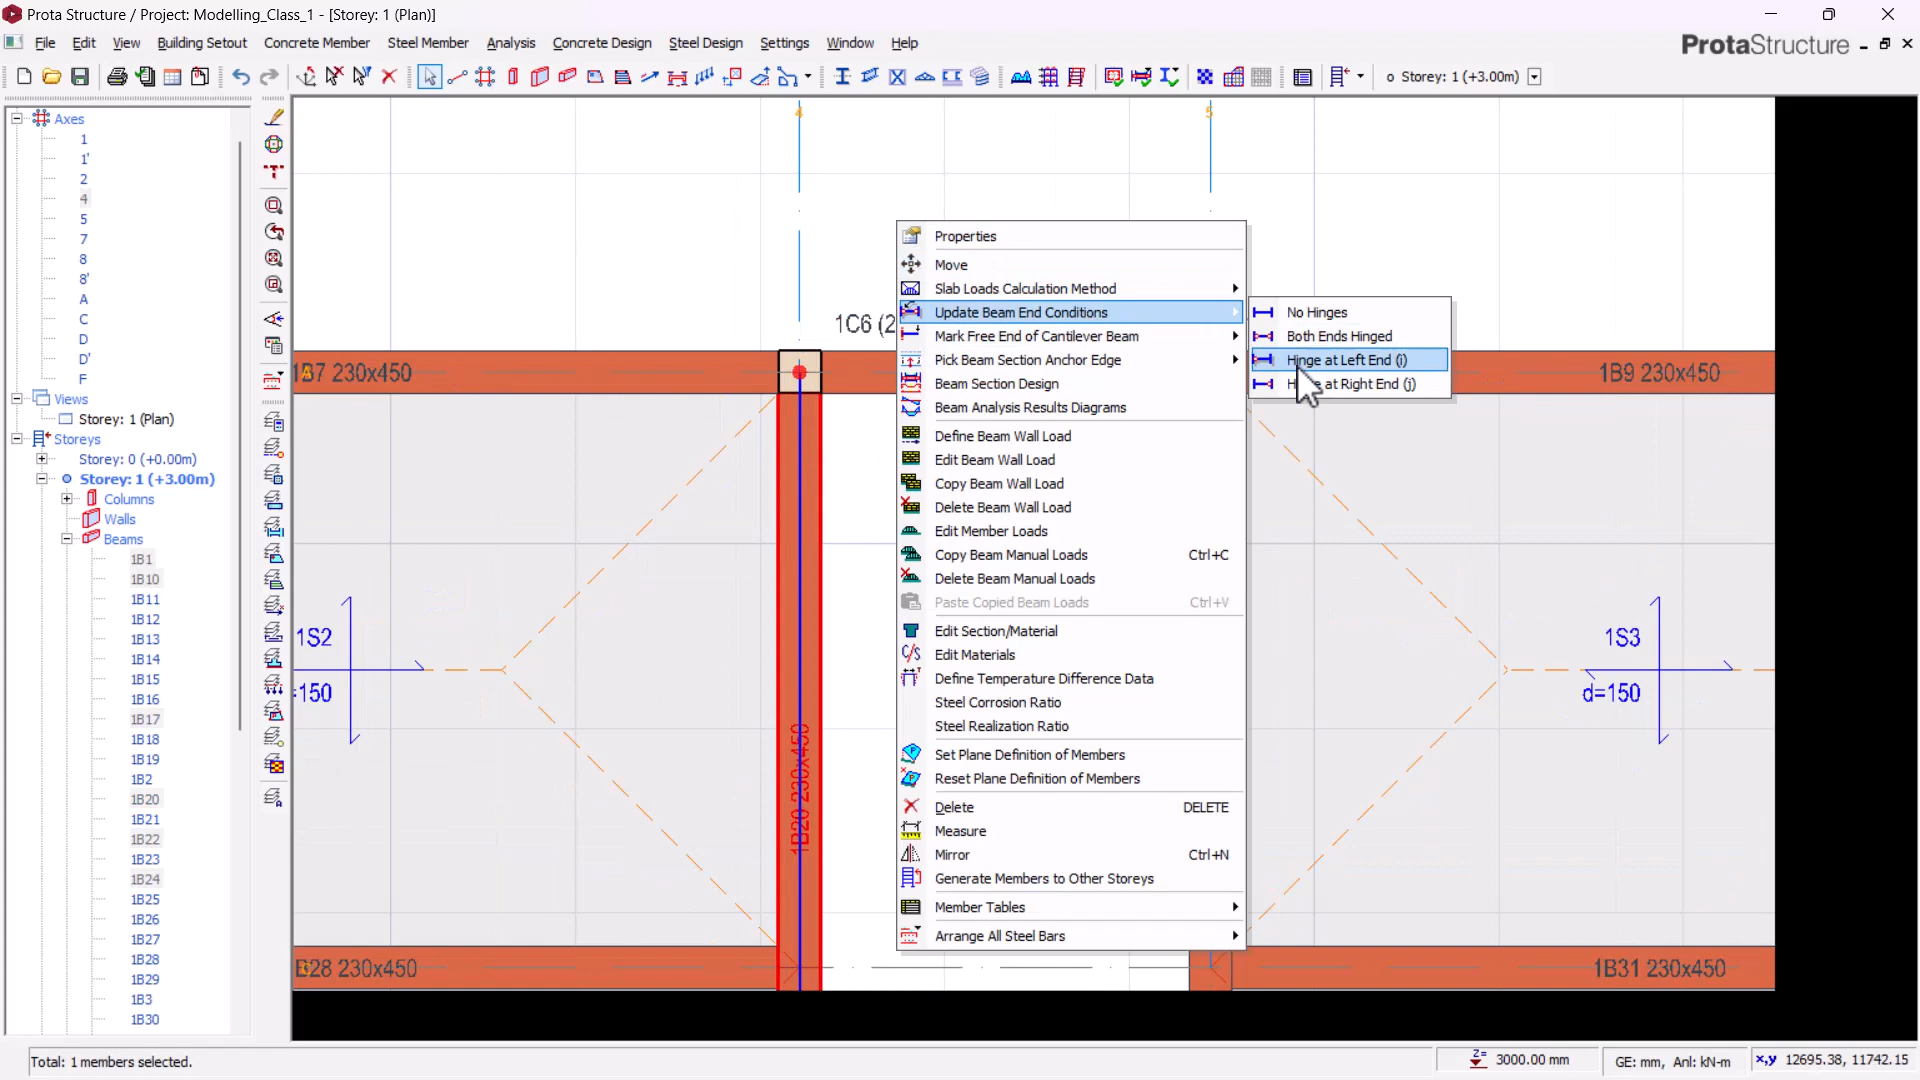 Prota Structure / Project: Modelling_Class_1 - [Storey: 1 (Plan)]
File Edit View Building Setout Concrete Member Steel Member Analysis Concrete Design Steel Design Settings Window Help
ProtaStructure
Storey: 1 (+3.00m)
Axes
1
1'
2
4
5
7
8
8'
A
C
D
D'
F
Views
Storey: 1 (Plan)
Storeys
Storey: 0 (+0.00m)
Storey: 1 (+3.00m)
Columns
Walls
Beams
1B1
1B10
1B11
1B12
1B13
1B14
1B15
1B16
1B17
1B18
1B19
1B2
1B20
1B21
1B22
1B23
1B24
1B25
1B26
1B27
1B28
1B29
1B3
1B30
4
5
1C6 (2
1B7 230x450
1B9 230x450
1S2
=150
1B20 230x450
1S3
d=150
B28 230x450
1B31 230x450
Properties
Move
Slab Loads Calculation Method
Update Beam End Conditions
Mark Free End of Cantilever Beam
Pick Beam Section Anchor Edge
Beam Section Design
Beam Analysis Results Diagrams
Define Beam Wall Load
Edit Beam Wall Load
Copy Beam Wall Load
Delete Beam Wall Load
Edit Member Loads
Copy Beam Manual Loads Ctrl+C
Delete Beam Manual Loads
Paste Copied Beam Loads Ctrl+V
Edit Section/Material
Edit Materials
Define Temperature Difference Data
Steel Corrosion Ratio
Steel Realization Ratio
Set Plane Definition of Members
Reset Plane Definition of Members
Delete DELETE
Measure
Mirror Ctrl+N
Generate Members to Other Storeys
Member Tables
Arrange All Steel Bars
No Hinges
Both Ends Hinged
Hinge at Left End (i)
at Right End (j)
Total: 1 members selected.
3000.00 mm
GE: mm, Anl: kN-m
x,y 12695.38, 11742.15